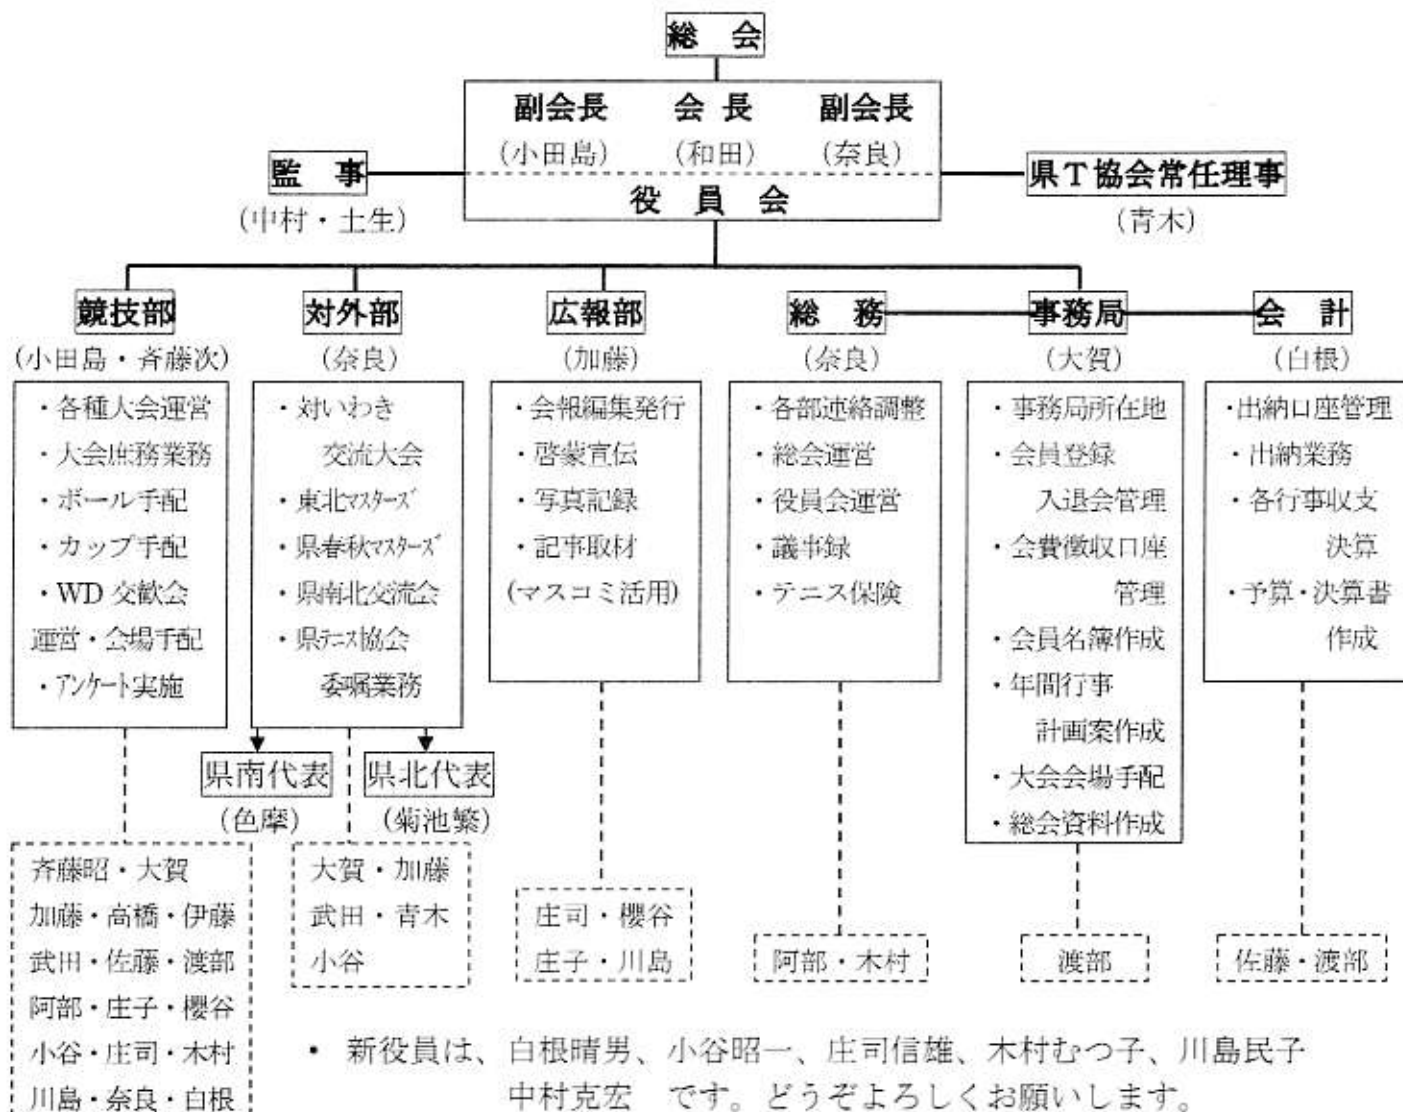 総　会
副会長　会 長　副会長
(小田島)　(和田)　(奈良)
役 員 会
監　事
(中村・土生)
県Ｔ協会常任理事
(青木)
競技部
(小田島・斉藤次)
・各種大会運営
・大会庶務業務
・ボール手配
・カップ手配
・WD 交歓会
運営・会場手配
・アンケート実施
斉藤昭・大賀
加藤・高橋・伊藤
武田・佐藤・渡部
阿部・庄子・櫻谷
小谷・庄司・木村
川島・奈良・白根
対外部
(奈良)
・対いわき
交流大会
・東北マスターズ
・県春秋マスターズ
・県南北交流会
・県テニス協会
委嘱業務
県南代表
(色摩)
県北代表
(菊池繁)
大賀・加藤
武田・青木
小谷
広報部
(加藤)
・会報編集発行
・啓蒙宣伝
・写真記録
・記事取材
(マスコミ活用)
庄司・櫻谷
庄子・川島
総　務
(奈良)
・各部連絡調整
・総会運営
・役員会運営
・議事録
・テニス保険
阿部・木村
事務局
(大賀)
・事務局所在地
・会員登録
入退会管理
・会費徴収口座
管理
・会員名簿作成
・年間行事
計画案作成
・大会会場手配
・総会資料作成
渡部
会　計
(白根)
・出納口座管理
・出納業務
・各行事収支
決算
・予算・決算書
作成
佐藤・渡部
・ 新役員は、白根晴男、小谷昭一、庄司信雄、木村むつ子、川島民子
中村克宏　です。どうぞよろしくお願いします。